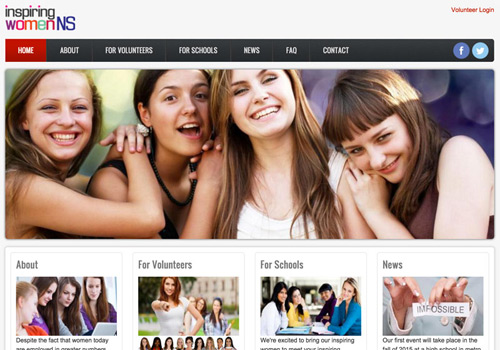 inspiring
women NS
Volunteer Login
HOME ABOUT FOR VOLUNTEERS FOR SCHOOLS NEWS FAQ CONTACT
About
Despite the fact that women today
are employed in greater numbers
For Volunteers
For Schools
We're excited to bring our inspiring
women to meet your inspiring
News
IMPOSSIBLE
Our first event will take place in the
fall of 2015 at a high school in metro